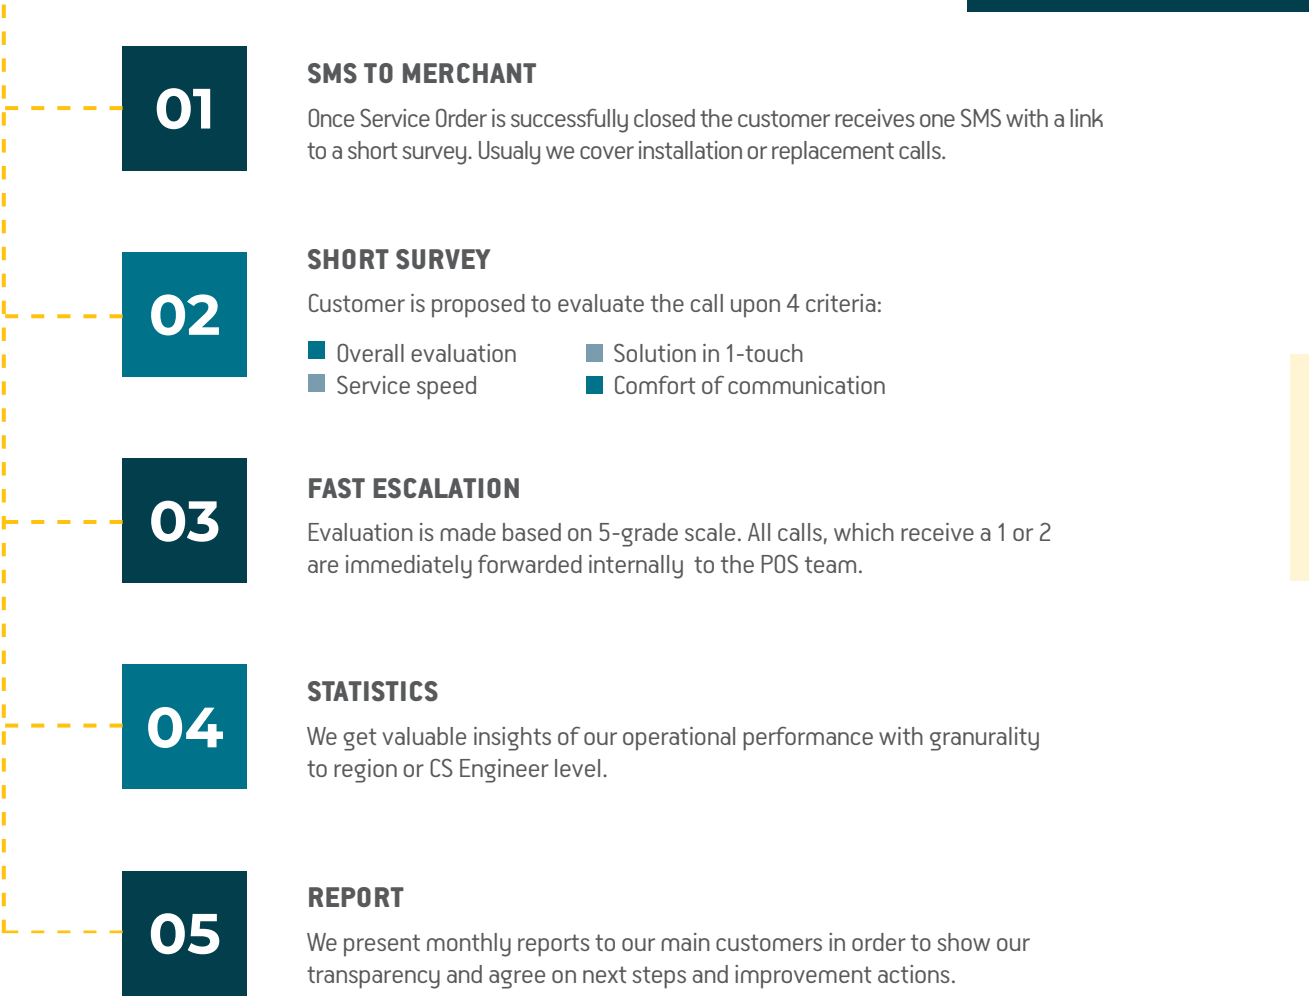 01
SMS TO MERCHANT
Once Service Order is successfully closed the customer receives one SMS with a link
to a short survey. Usualy we cover installation or replacement calls.
02
SHORT SURVEY
Customer is proposed to evaluate the call upon 4 criteria:
Overall evaluation
Solution in 1-touch
Service speed
Comfort of communication
03
FAST ESCALATION
Evaluation is made based on 5-grade scale. All calls, which receive a 1 or 2
are immediately forwarded internally to the POS team.
04
STATISTICS
We get valuable insights of our operational performance with granurality
to region or CS Engineer level.
05
REPORT
We present monthly reports to our main customers in order to show our
transparency and agree on next steps and improvement actions.